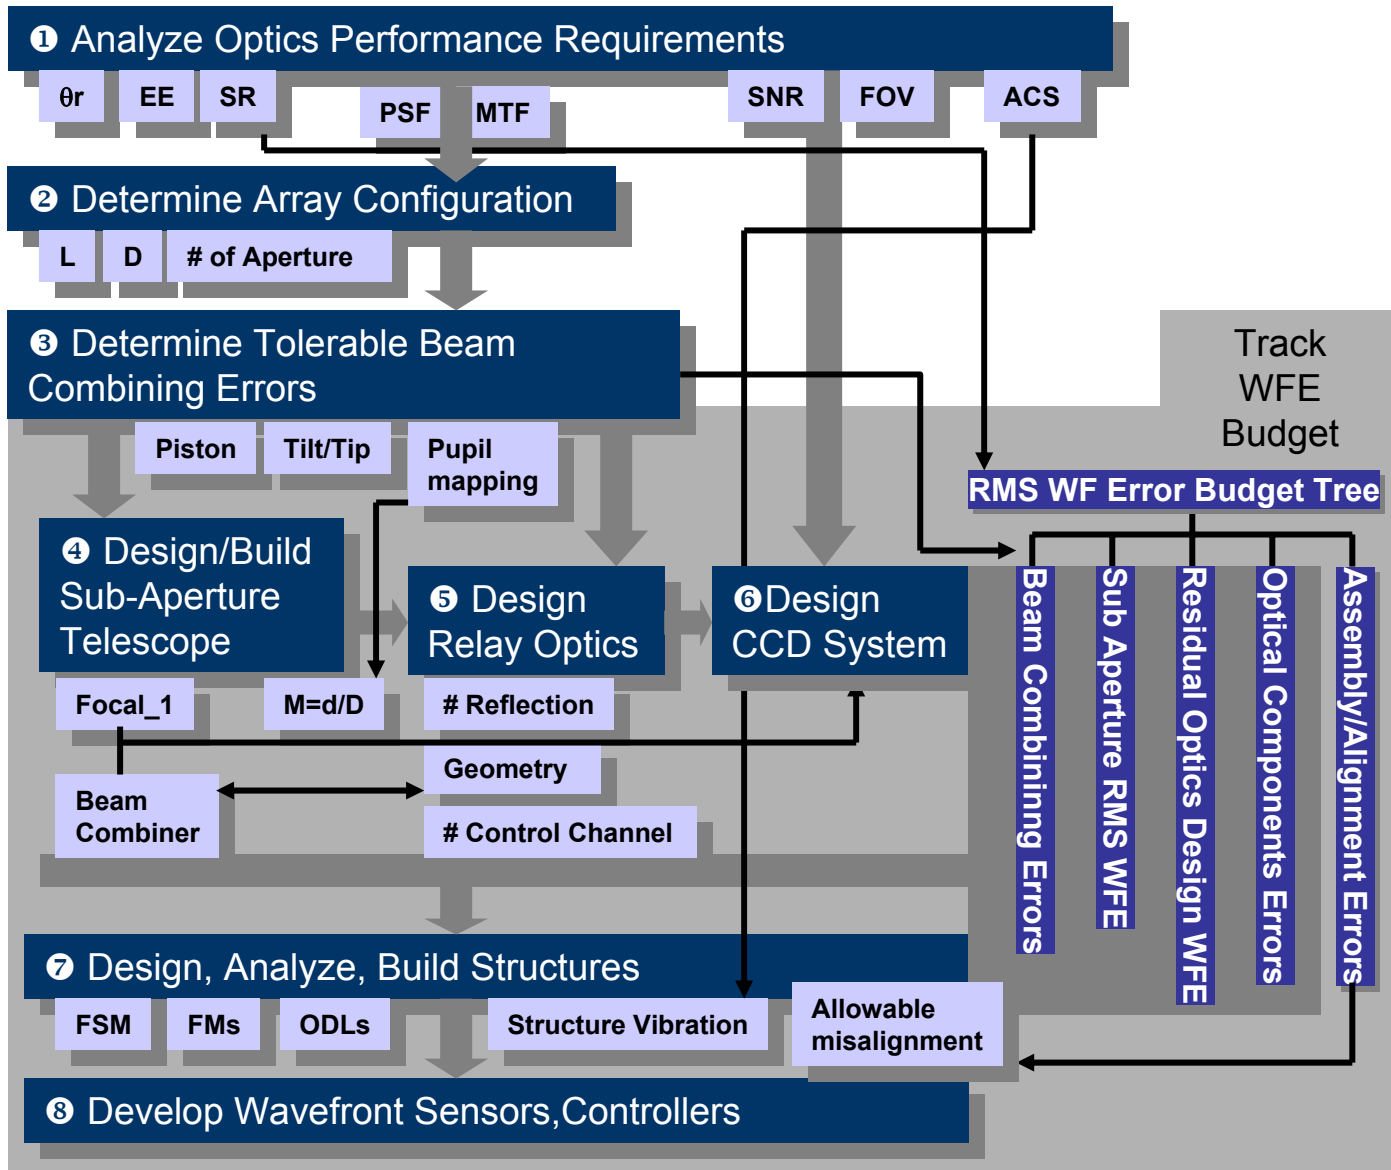 ❶ Analyze Optics Performance Requirements
θr
EE
SR
PSF
MTF
SNR
FOV
ACS
❷ Determine Array Configuration
L
D
# of Aperture
❸ Determine Tolerable Beam
Combining Errors
Piston
Tilt/Tip
Pupil
mapping
Track
WFE
Budget
RMS WF Error Budget Tree
Beam Combining Errors
Sub Aperture RMS WFE
Residual Optics Design WFE
Optical Components Errors
Assembly/Alignment Errors
❹ Design/Build
Sub-Aperture
Telescope
❺ Design
Relay Optics
❻Design
CCD System
Focal_1
M=d/D
# Reflection
Geometry
Beam
Combiner
# Control Channel
❼ Design, Analyze, Build Structures
FSM
FMs
ODLs
Structure Vibration
Allowable
misalignment
❽ Develop Wavefront Sensors,Controllers